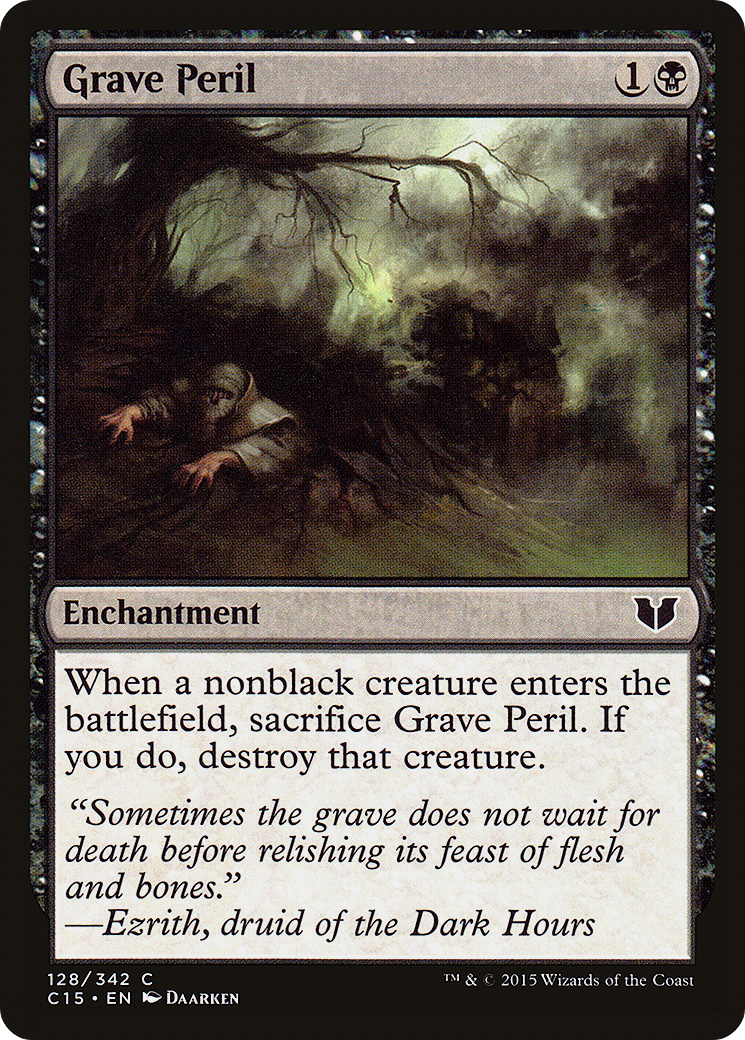 Grave Peril 1
Enchantment
When a nonblack creature enters the
battlefield, sacrifice Grave Peril. If
you do, destroy that creature.
“Sometimes the grave does not wait for
death before relishing its feast of flesh
and bones.”
—Ezrith, druid of the Dark Hours
128/342 C
™ & © 2015 Wizards of the Coast
C15 • EN DAARKEN